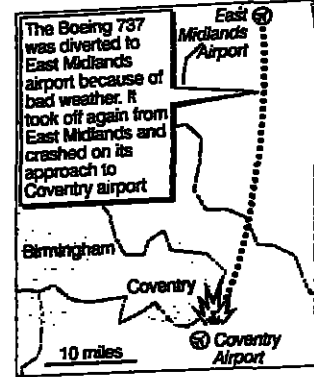 The Boeing 737
was diverted to
East Midlands
airport because of
bad weather. It
took off again from
East Midlands and
crashed on its
approach to
Coventry airport
East
Midlands
Airport
Birmingham
Coventry
Coventry
Airport
10 miles